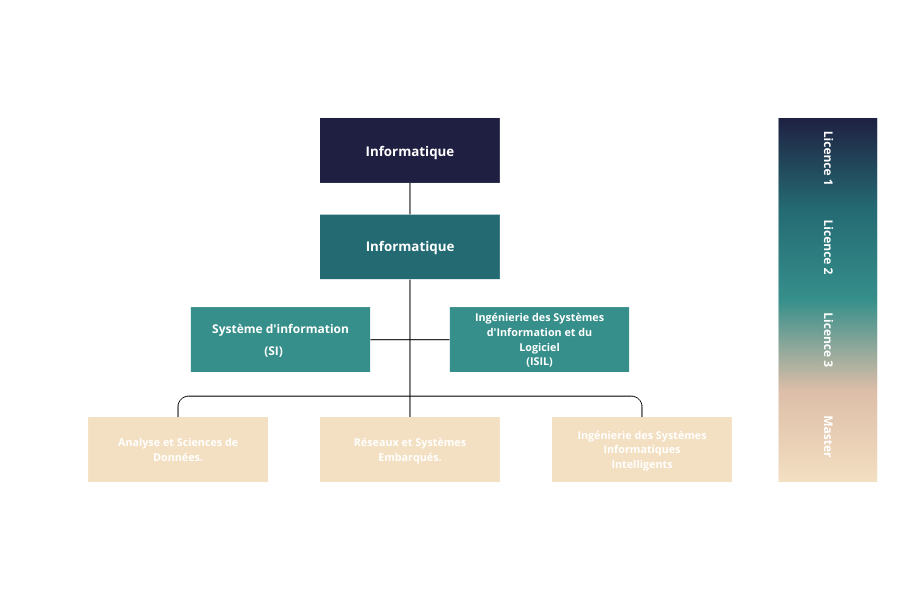 Informatique
Informatique
Système d'information
(SI)
Ingénierie des Systèmes
d'Information et du
Logiciel
(ISIL)
Analyse et Sciences de
Données.
Réseaux et Systèmes
Embarqués.
Ingénierie des Systèmes
Informatiques
Intelligents
Licence 1
Licence 2
Licence 3
Master